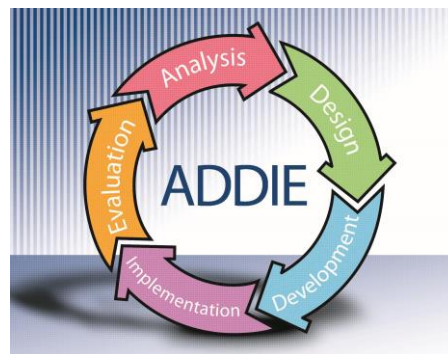 Analysis
Design
Development
Implementation
Evaluation
ADDIE